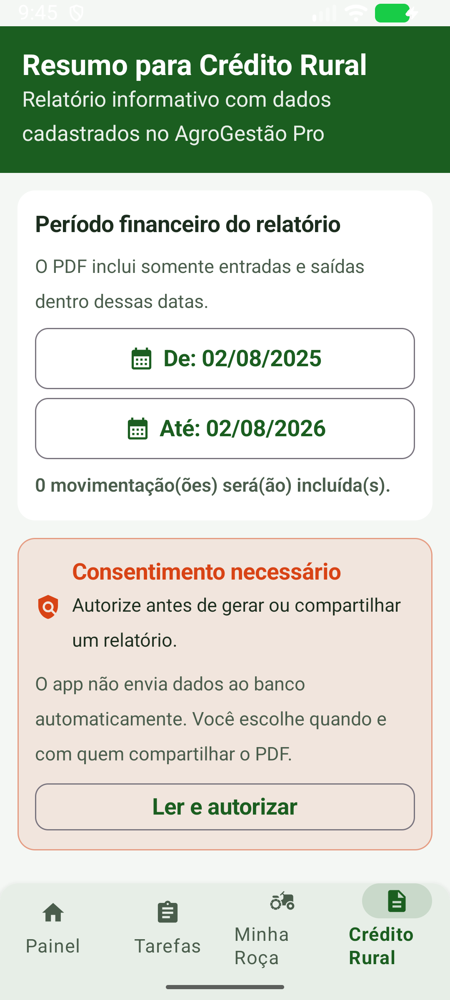 9:45
Resumo para Crédito Rural
Relatório informativo com dados
cadastrados no AgroGestão Pro
Período financeiro do relatório
O PDF inclui somente entradas e saídas
dentro dessas datas.
De: 02/08/2025
Até: 02/08/2026
0 movimentação(ões) será(ão) incluída(s).
Consentimento necessário
Autorize antes de gerar ou compartilhar
um relatório.
O app não envia dados ao banco
automaticamente. Você escolhe quando e
com quem compartilhar o PDF.
Ler e autorizar
Painel
Tarefas
Minha
Roça
Crédito
Rural